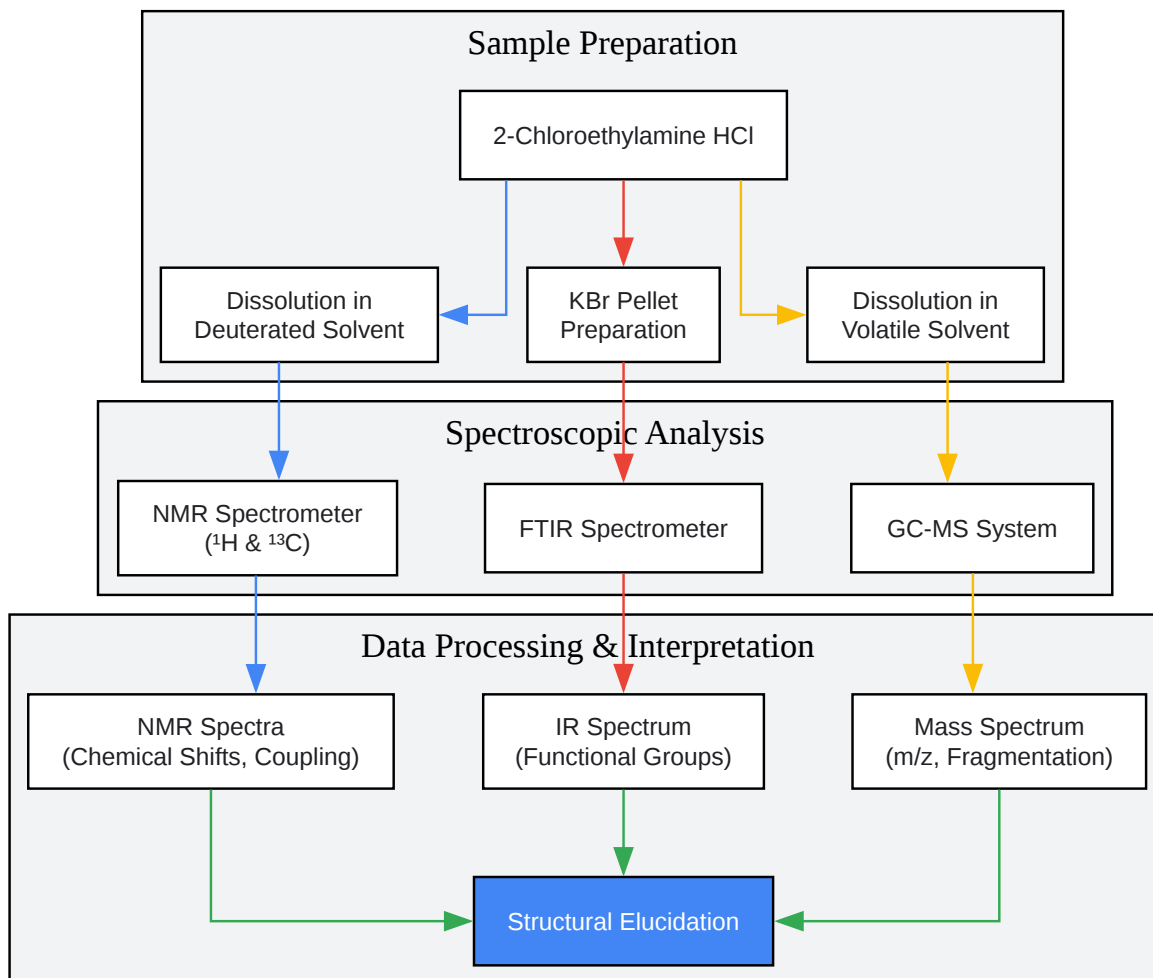 Sample Preparation
2-Chloroethylamine HCl
Dissolution in
Deuterated Solvent
KBr Pellet
Preparation
Dissolution in
Volatile Solvent
Spectroscopic Analysis
NMR Spectrometer
(¹H & ¹³C)
FTIR Spectrometer
GC-MS System
Data Processing & Interpretation
NMR Spectra
(Chemical Shifts, Coupling)
IR Spectrum
(Functional Groups)
Mass Spectrum
(m/z, Fragmentation)
Structural Elucidation